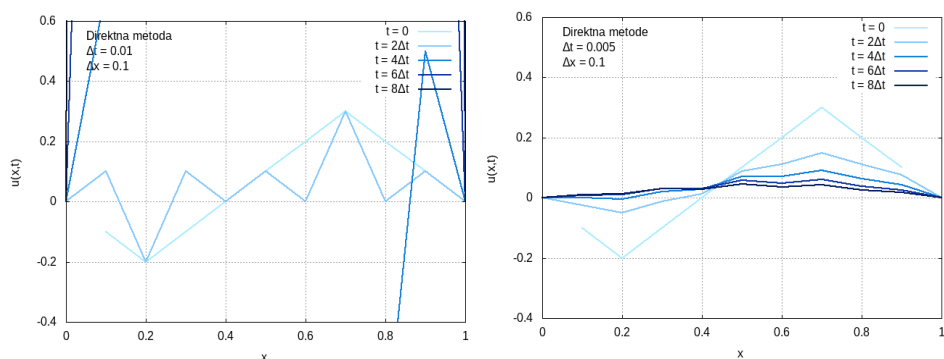 0.6
0.4
0.2
0
-0.2
-0.4
u(x,t)
Direktna metoda
Δt = 0.01
Δx = 0.1
t = 0
t = 2Δt
t = 4Δt
t = 6Δt
t = 8Δt
0 0.2 0.4 0.6 0.8 1
x
0.6
0.4
0.2
0
-0.2
-0.4
u(x,t)
Direktna metode
Δt = 0.005
Δx = 0.1
t = 0
t = 2Δt
t = 4Δt
t = 6Δt
t = 8Δt
0 0.2 0.4 0.6 0.8 1
x